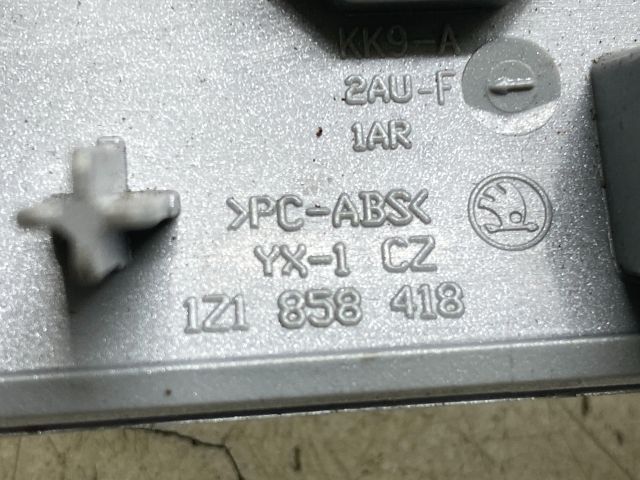 KK9-A
2AU-F
1AR
>PC-ABS<
YX-1 CZ
1Z1 858 418